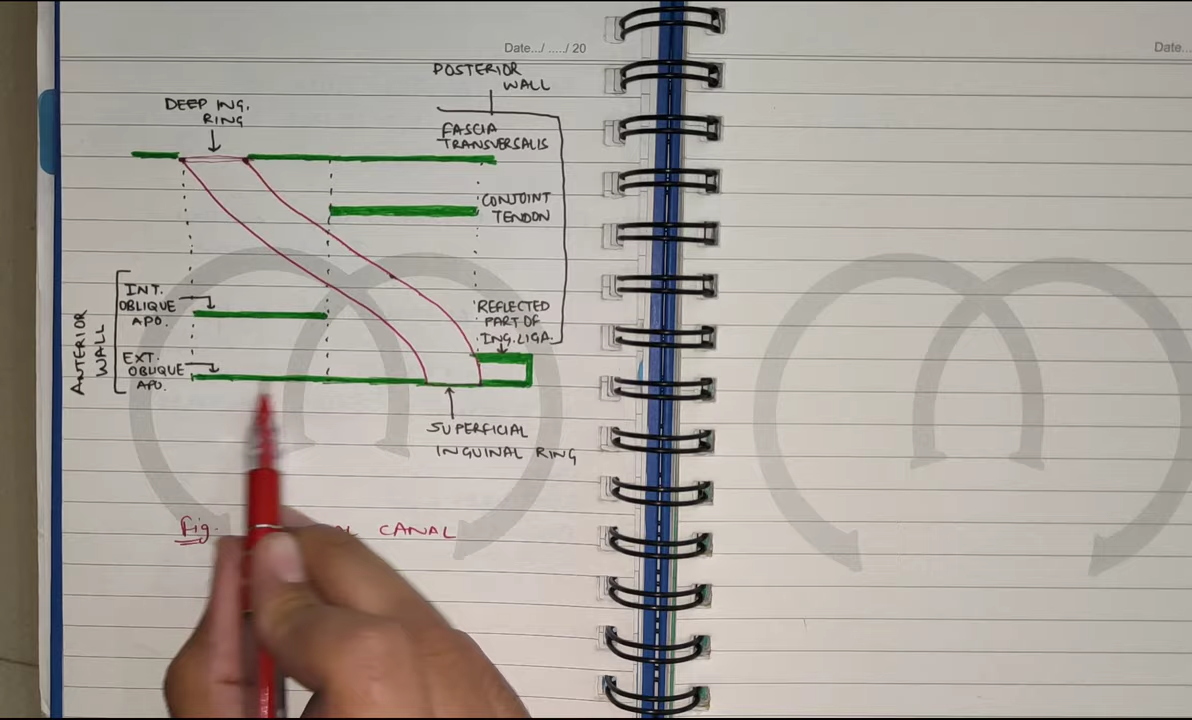 Date.../ ...../ 20
Date...
POSTERIOR
WALL
DEEP ING.
RING
FASCIA
TRANSVERSALIS
CONJOINT
TENDON
INT.
OBLIQUE
APO.
ANTERIOR
WALL
EXT.
OBLIQUE
APO.
REFLECTED
PART OF
ING. LIGA.
SUPERFICIAL
INGUINAL RING
Fig. CANAL